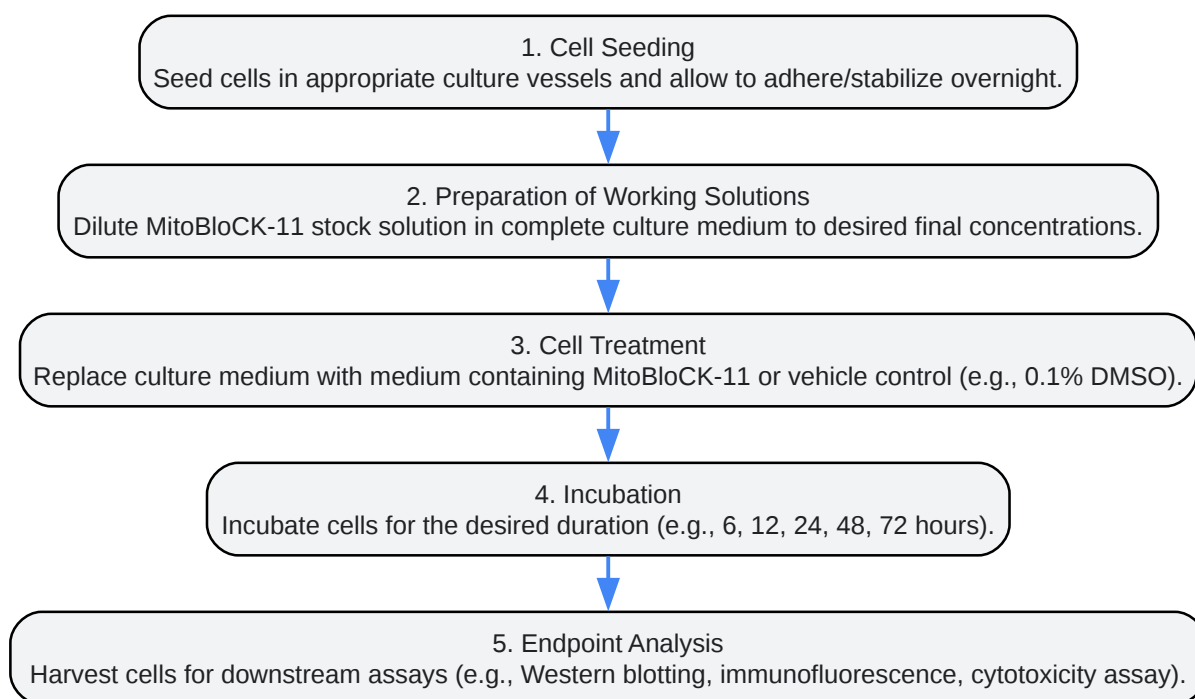 1. Cell Seeding
Seed cells in appropriate culture vessels and allow to adhere/stabilize overnight.
2. Preparation of Working Solutions
Dilute MitoBloCK-11 stock solution in complete culture medium to desired final concentrations.
3. Cell Treatment
Replace culture medium with medium containing MitoBloCK-11 or vehicle control (e.g., 0.1% DMSO).
4. Incubation
Incubate cells for the desired duration (e.g., 6, 12, 24, 48, 72 hours).
5. Endpoint Analysis
Harvest cells for downstream assays (e.g., Western blotting, immunofluorescence, cytotoxicity assay).